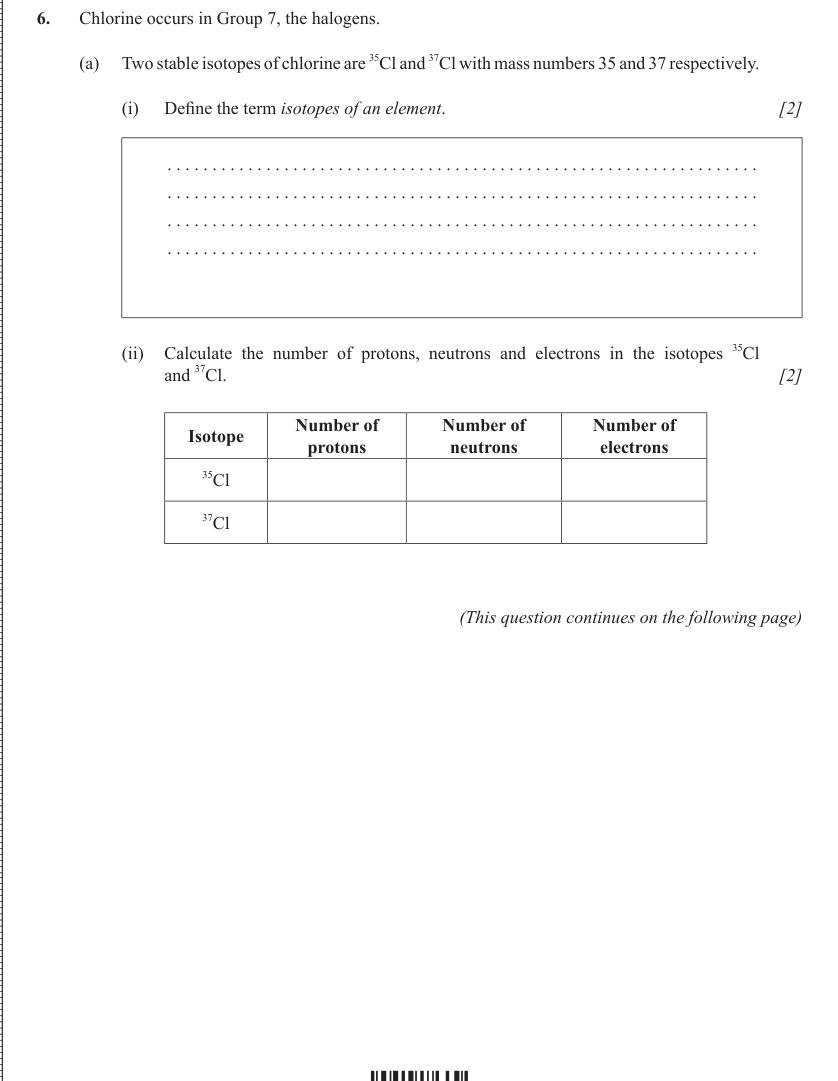 6. Chlorine occurs in Group 7, the halogens.
(a) Two stable isotopes of chlorine are ³⁵Cl and ³⁷Cl with mass numbers 35 and 37 respectively.
(i) Define the term isotopes of an element. [2]
(ii) Calculate the number of protons, neutrons and electrons in the isotopes ³⁵Cl
and ³⁷Cl. [2]
Isotope Number of protons Number of neutrons Number of electrons
³⁵Cl
³⁷Cl
(This question continues on the following page)